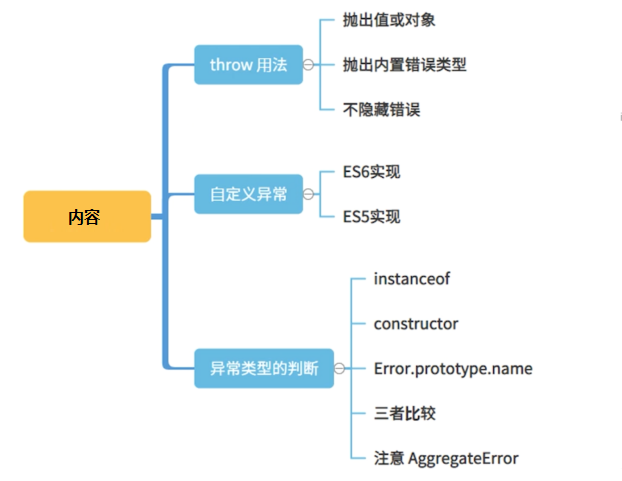 内容
throw 用法
抛出值或对象
抛出内置错误类型
不隐藏错误
自定义异常
ES6实现
ES5实现
异常类型的判断
instanceof
constructor
Error.prototype.name
三者比较
注意 AggregateError